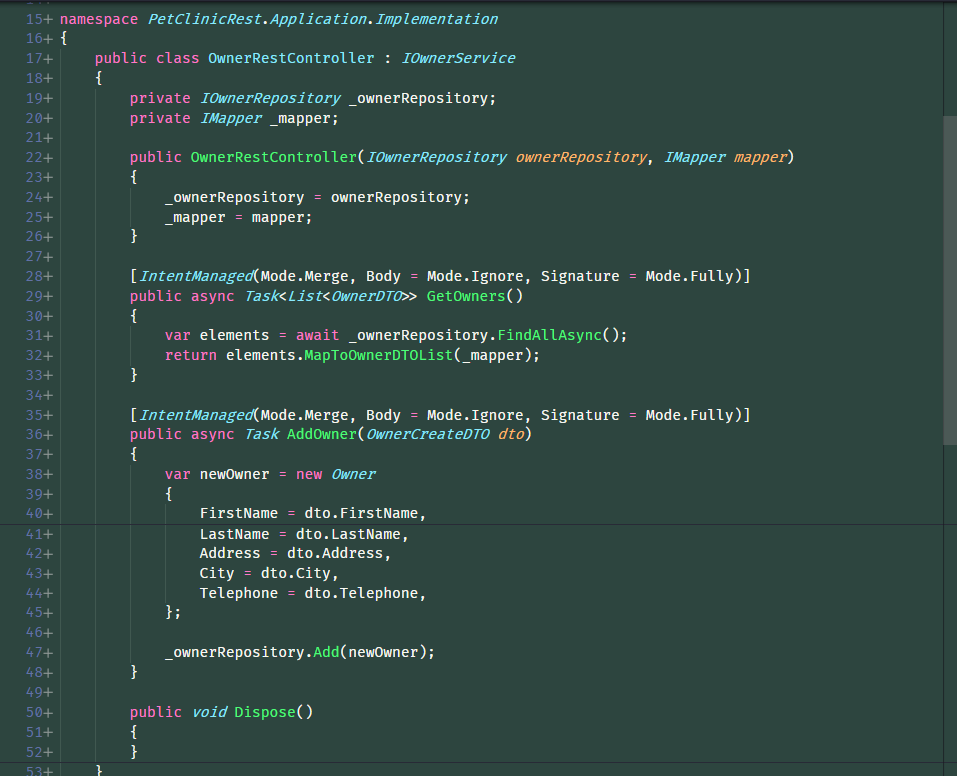 15+ namespace PetClinicRest.Application.Implementation
16+ {
17+     public class OwnerRestController : IOwnerService
18+     {
19+         private IOwnerRepository _ownerRepository;
20+         private IMapper _mapper;
21+
22+         public OwnerRestController(IOwnerRepository ownerRepository, IMapper mapper)
23+         {
24+             _ownerRepository = ownerRepository;
25+             _mapper = mapper;
26+         }
27+
28+         [IntentManaged(Mode.Merge, Body = Mode.Ignore, Signature = Mode.Fully)]
29+         public async Task<List<OwnerDTO>> GetOwners()
30+         {
31+             var elements = await _ownerRepository.FindAllAsync();
32+             return elements.MapToOwnerDTOList(_mapper);
33+         }
34+
35+         [IntentManaged(Mode.Merge, Body = Mode.Ignore, Signature = Mode.Fully)]
36+         public async Task AddOwner(OwnerCreateDTO dto)
37+         {
38+             var newOwner = new Owner
39+             {
40+                 FirstName = dto.FirstName,
41+                 LastName = dto.LastName,
42+                 Address = dto.Address,
43+                 City = dto.City,
44+                 Telephone = dto.Telephone,
45+             };
46+
47+             _ownerRepository.Add(newOwner);
48+         }
49+
50+         public void Dispose()
51+         {
52+         }
53+     }